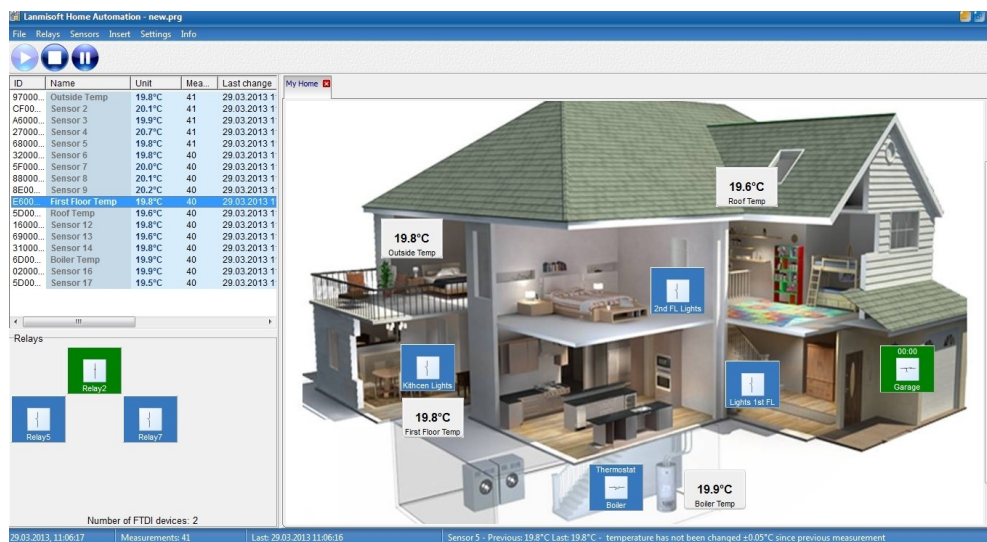 Lanmisoft Home Automation - new.prg
File Relays Sensors Insert Settings Info
ID Name Unit Mea... Last change
97000... Outside Temp 19.8°C 41 29.03.2013 1
CF00... Sensor 2 20.1°C 41 29.03.2013 1
A6000... Sensor 3 19.9°C 41 29.03.2013 1
27000... Sensor 4 20.7°C 41 29.03.2013 1
68000... Sensor 5 19.8°C 41 29.03.2013 1
32000... Sensor 6 19.8°C 40 29.03.2013 1
5F000... Sensor 7 20.0°C 40 29.03.2013 1
88000... Sensor 8 20.1°C 40 29.03.2013 1
8E00... Sensor 9 20.2°C 40 29.03.2013 1
E600... First Floor Temp 19.8°C 40 29.03.2013 1
5D00... Roof Temp 19.6°C 40 29.03.2013 1
16000... Sensor 12 19.8°C 40 29.03.2013 1
69000... Sensor 13 19.6°C 40 29.03.2013 1
31000... Sensor 14 19.8°C 40 29.03.2013 1
6D00... Boiler Temp 19.9°C 40 29.03.2013 1
02000... Sensor 16 19.9°C 40 29.03.2013 1
5D00... Sensor 17 19.5°C 40 29.03.2013 1
Relays
Relay2
Relay5
Relay7
Number of FTDI devices: 2
My Home
19.6°C
Roof Temp
19.8°C
Outside Temp
2nd FL Lights
00:00
Garage
Kithcen Lights
Lights 1st FL
19.8°C
First Floor Temp
Thermostat
Boiler
19.9°C
Boiler Temp
29.03.2013, 11:06:17 Measurements: 41 Last: 29.03.2013 11:06:16 Sensor 5 - Previous: 19.8°C Last: 19.8°C - temperature has not been changed ±0.05°C since previous measurement